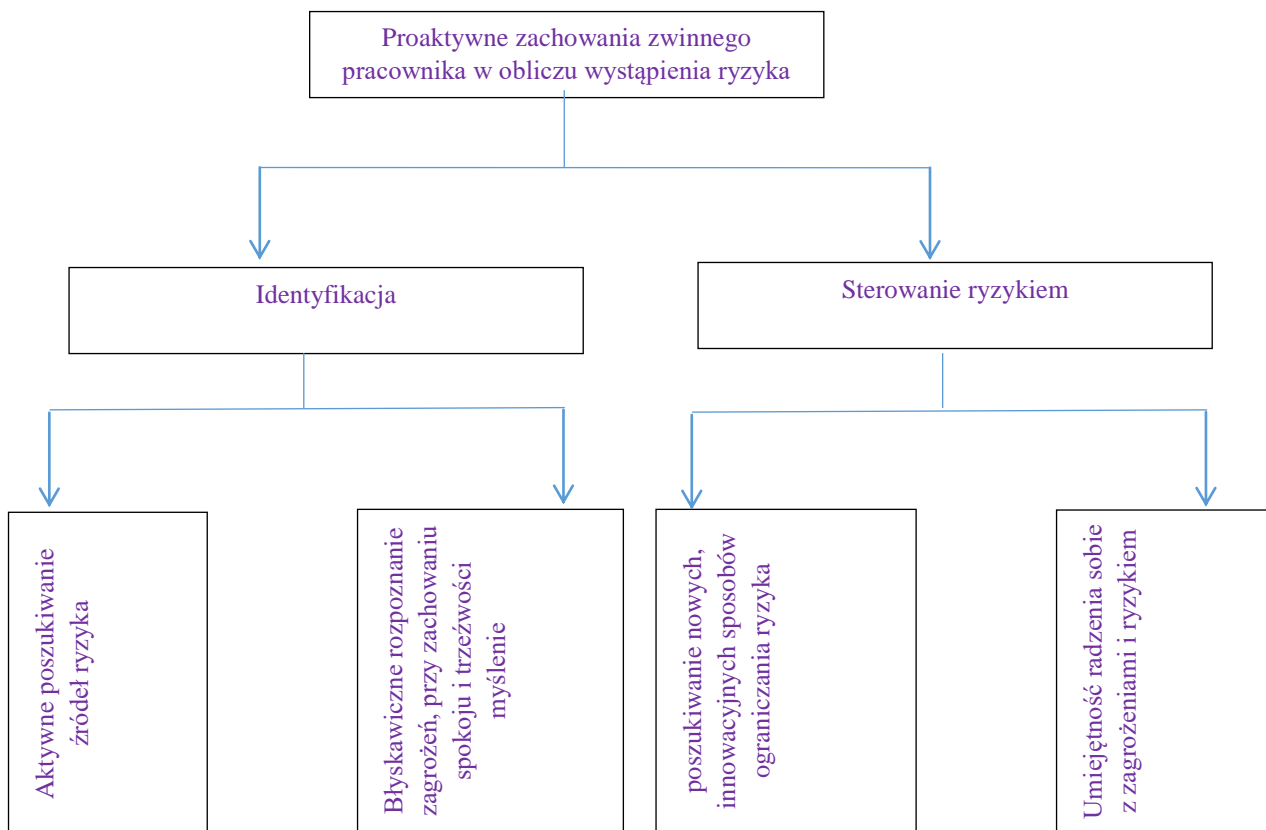 Proaktywne zachowania zwinnego
pracownika w obliczu wystąpienia ryzyka
Identyfikacja
Sterowanie ryzykiem
Aktywne poszukiwanie
źródeł ryzyka
Błyskawiczne rozpoznanie
zagrożeń, przy zachowaniu
spokoju i trzeźwości
myślenie
poszukiwanie nowych,
innowacyjnych sposobów
ograniczania ryzyka
Umiejętność radzenia sobie
z zagrożeniami i ryzykiem